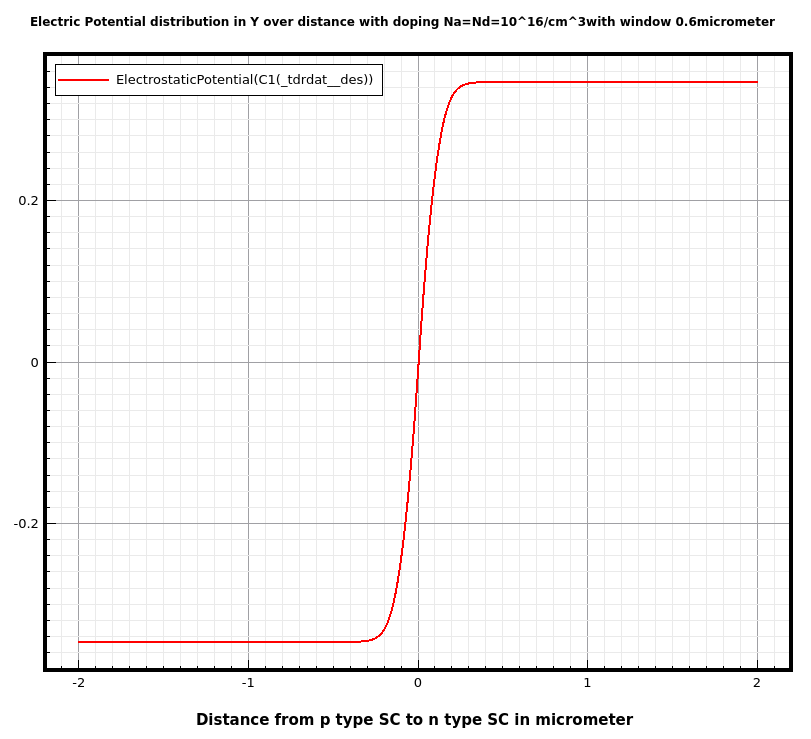 Electric Potential distribution in Y over distance with doping Na=Nd=10^16/cm^3with window 0.6micrometer
ElectrostaticPotential(C1(_tdrdat__des))
0.2
0
-0.2
-2 -1 0 1 2
Distance from p type SC to n type SC in micrometer